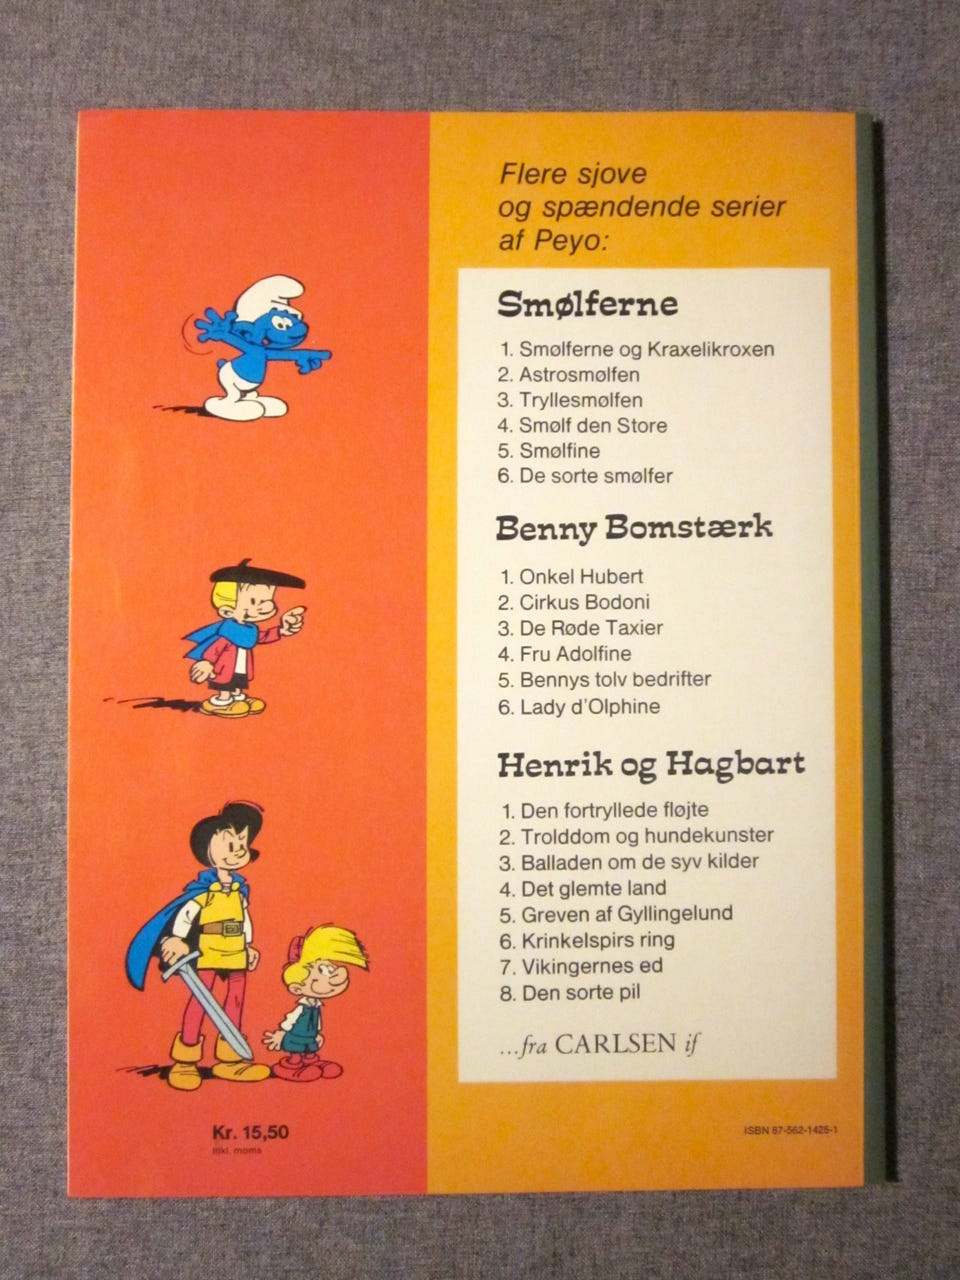 Flere sjove
og spændende serier
af Peyo:
Smølferne
1. Smølferne og Kraxelikroxen
2. Astrosmølfen
3. Tryllesmølfen
4. Smølf den Store
5. Smølfine
6. De sorte smølfer
Benny Bomstærk
1. Onkel Hubert
2. Cirkus Bodoni
3. De Røde Taxier
4. Fru Adolfine
5. Bennys tolv bedrifter
6. Lady d'Olphine
Henrik og Hagbart
1. Den fortryllede fløjte
2. Trolddom og hundekunster
3. Balladen om de syv kilder
4. Det glemte land
5. Greven af Gyllingelund
6. Krinkelspirs ring
7. Vikingernes ed
8. Den sorte pil
...fra CARLSEN if
Kr. 15,50
inkl. moms
ISBN 87-562-1425-1